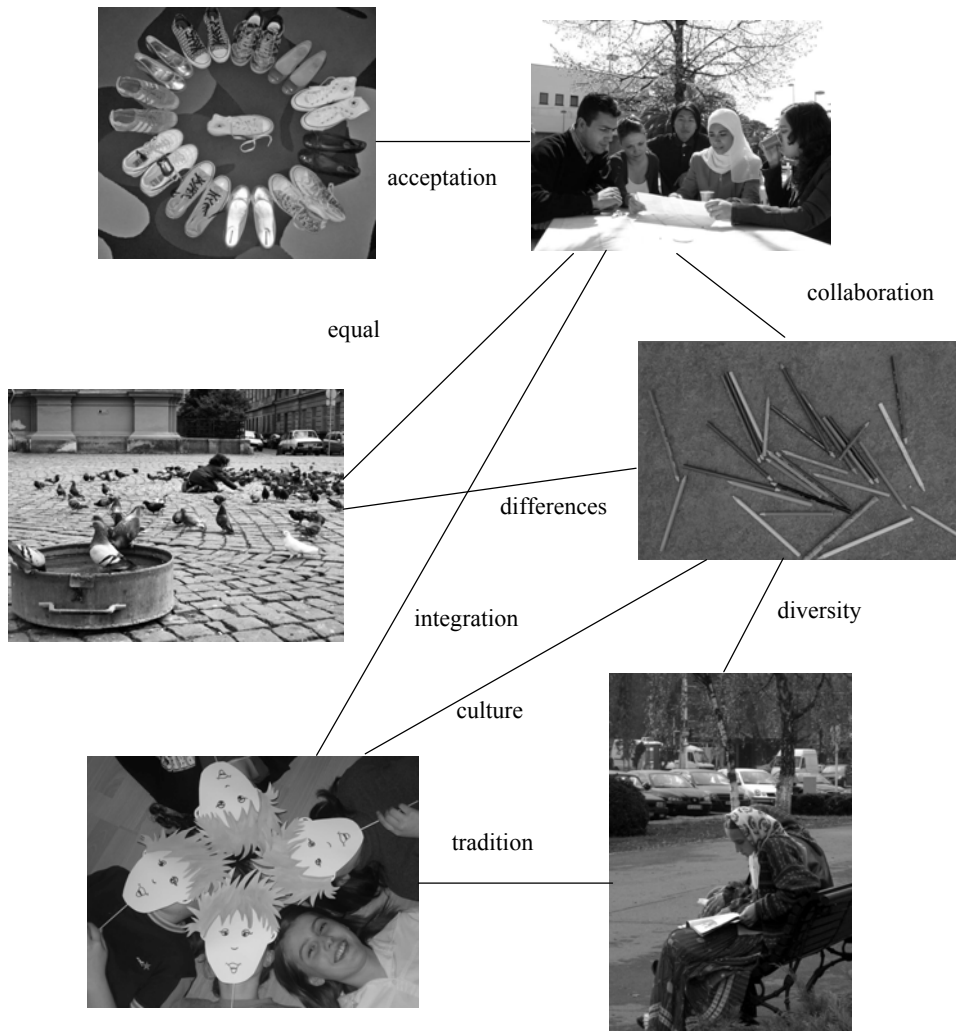 acceptation
collaboration
equal
differences
integration
diversity
culture
tradition